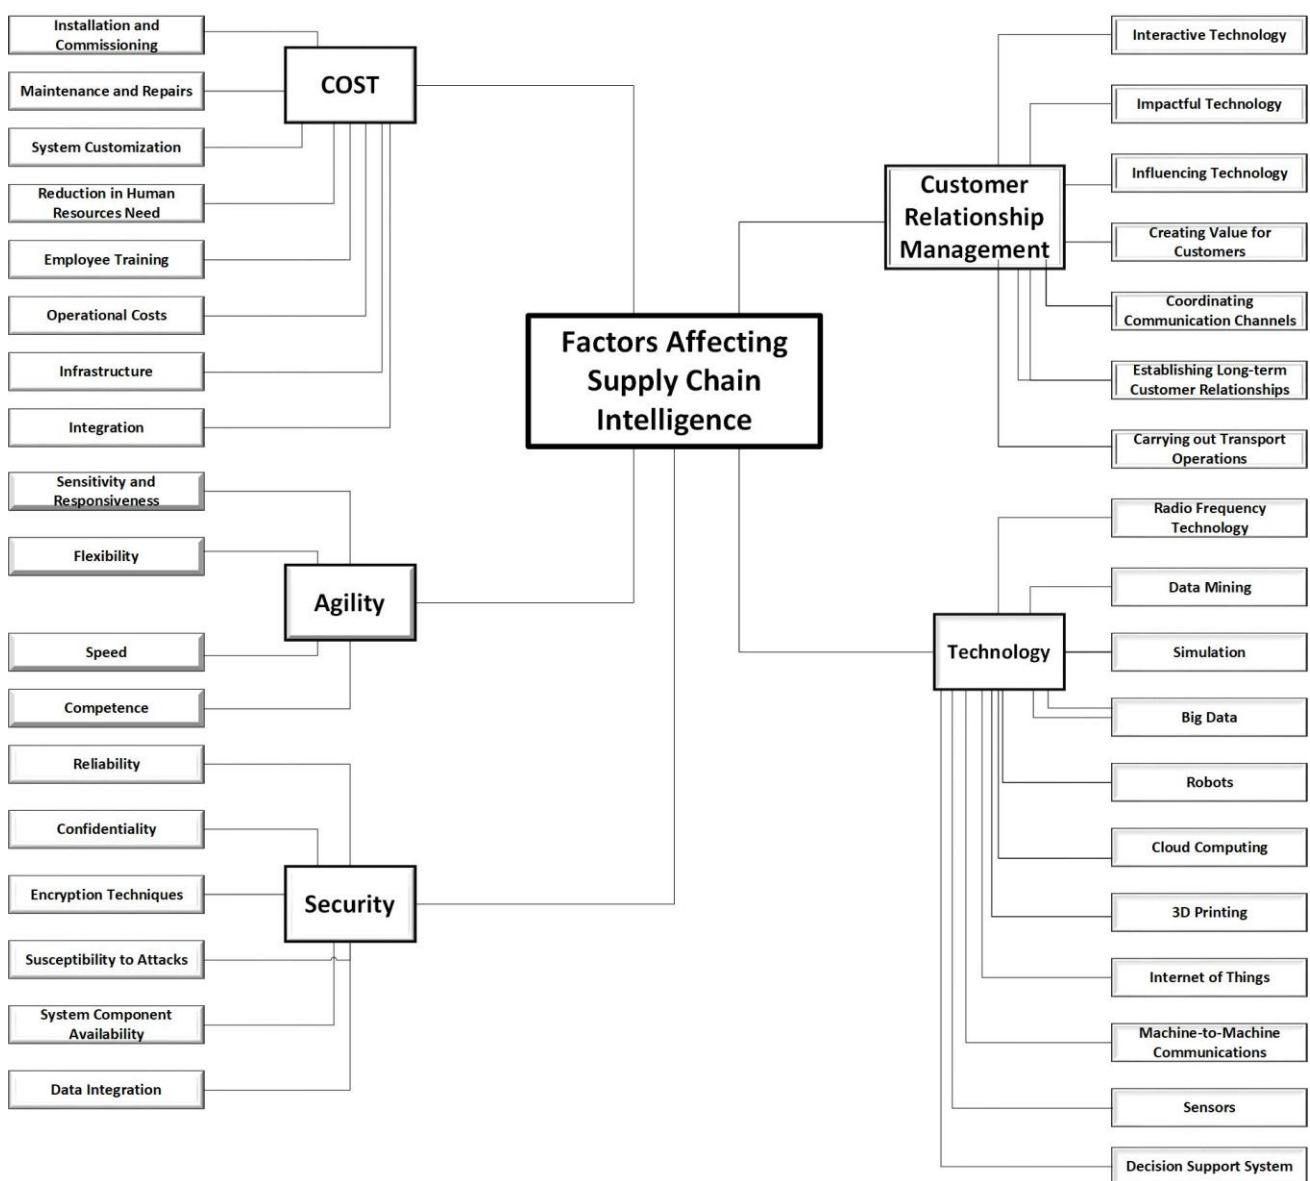 Installation and
Commissioning
Maintenance and Repairs
System Customization
Reduction in Human
Resources Need
Employee Training
Operational Costs
Infrastructure
Integration
COST
Sensitivity and
Responsiveness
Flexibility
Speed
Competence
Agility
Reliability
Confidentiality
Encryption Techniques
Susceptibility to Attacks
System Component
Availability
Data Integration
Security
Factors Affecting
Supply Chain
Intelligence
Customer
Relationship
Management
Interactive Technology
Impactful Technology
Influencing Technology
Creating Value for
Customers
Coordinating
Communication Channels
Establishing Long-term
Customer Relationships
Carrying out Transport
Operations
Technology
Radio Frequency
Technology
Data Mining
Simulation
Big Data
Robots
Cloud Computing
3D Printing
Internet of Things
Machine-to-Machine
Communications
Sensors
Decision Support System